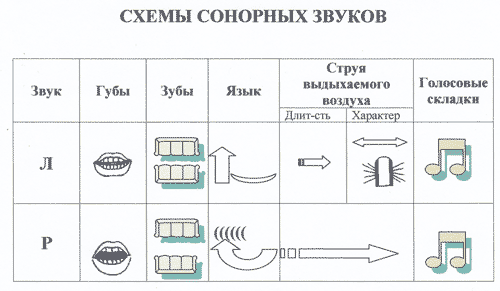 СХЕМЫ СОНОРНЫХ ЗВУКОВ
Звук Губы Зубы Язык Струя выдыхаемого воздуха Голосовые складки
Длит-сть Характер
Л
Р